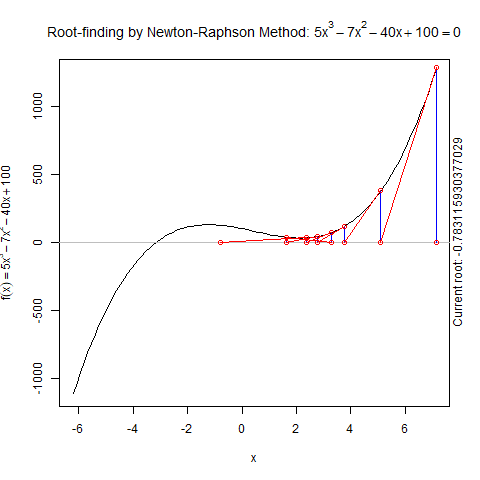 Root-finding by Newton-Raphson Method: 5x³ − 7x² − 40x + 100 = 0
f(x) = 5x³ − 7x² − 40x + 100
1000
500
0
-500
-1000
-6 -4 -2 0 2 4 6
x
Current root: -0.783115930377029